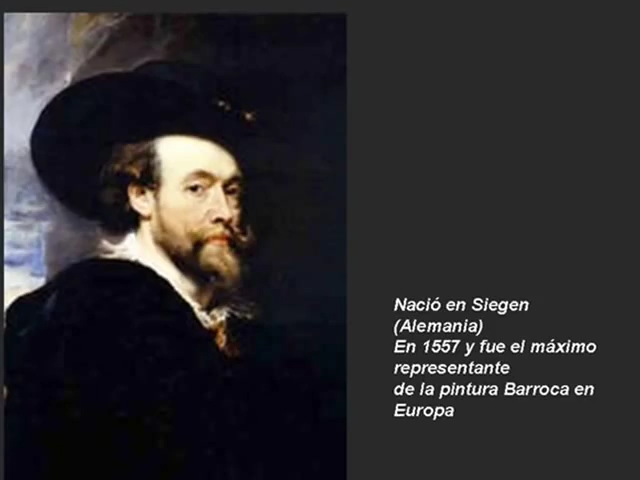 Nació en Siegen
(Alemania)
En 1557 y fue el máximo
representante
de la pintura Barroca en
Europa